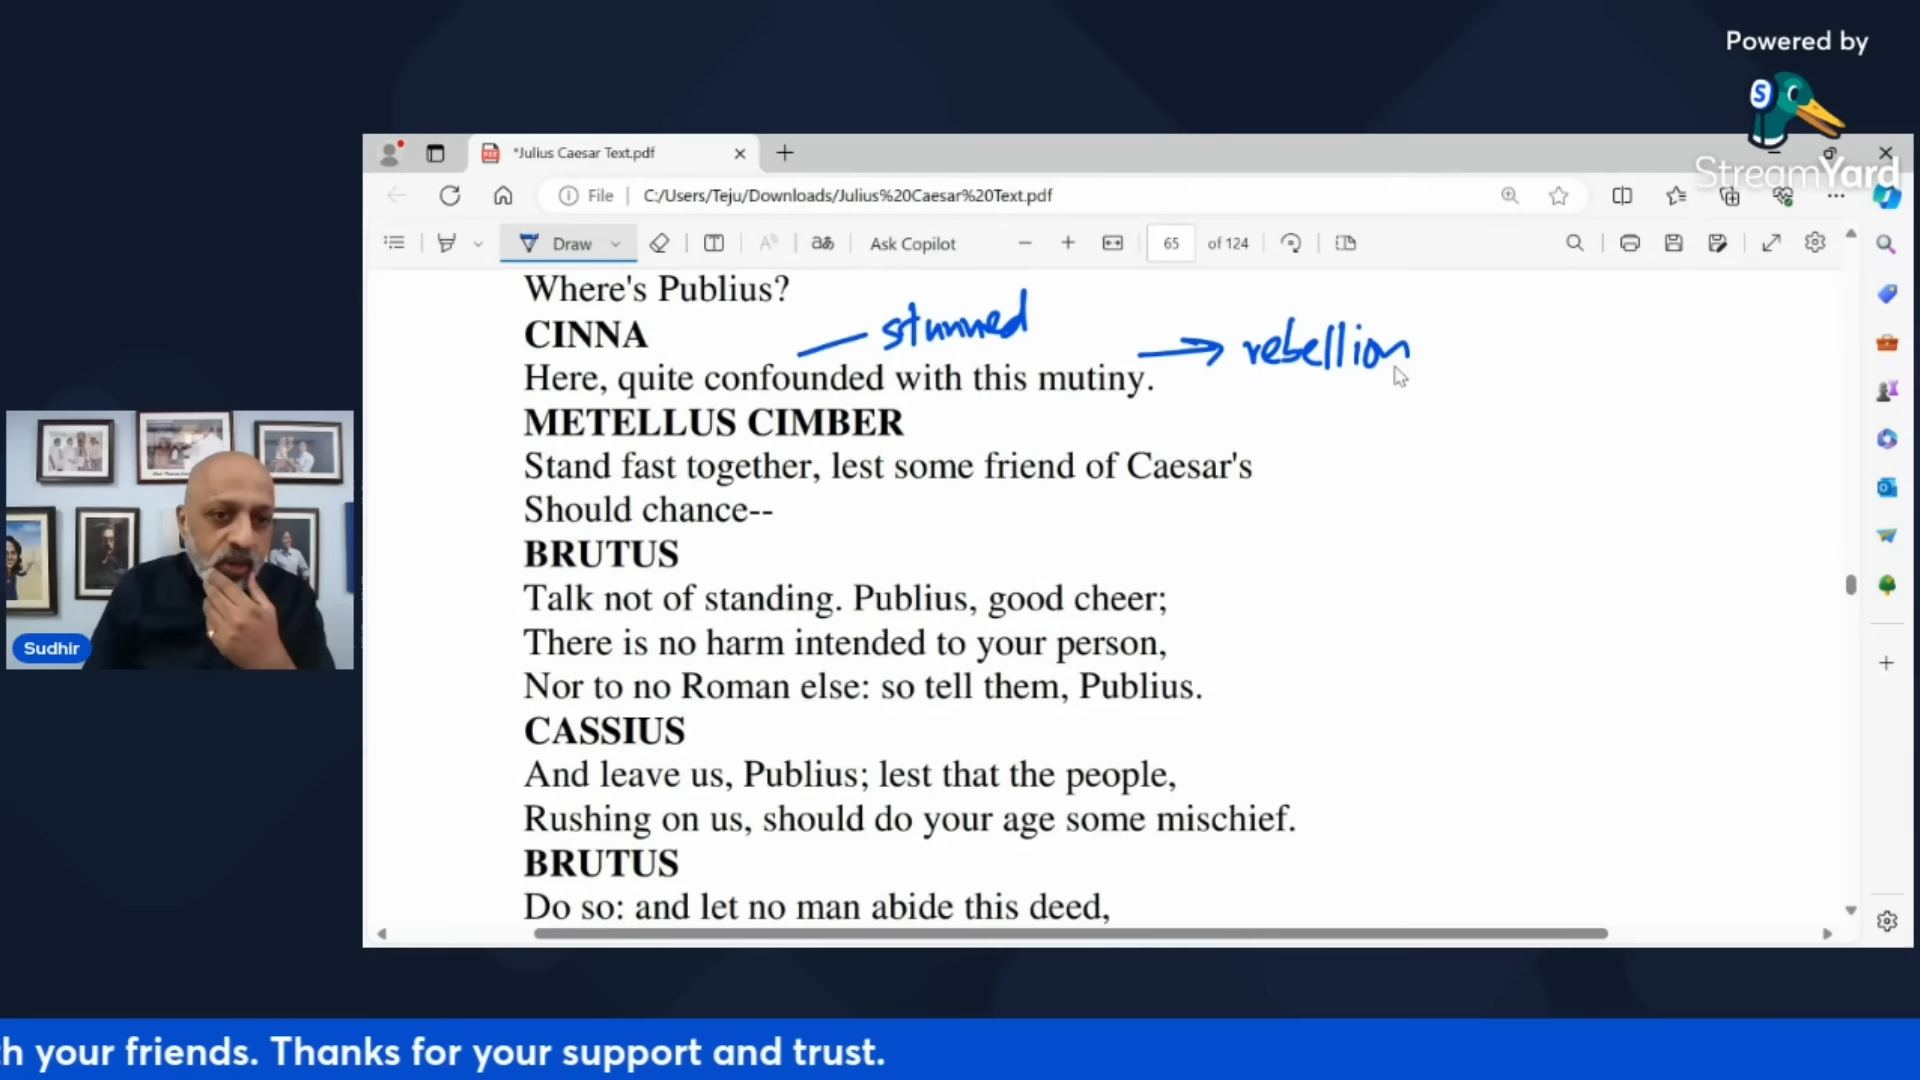 Powered by
StreamYard
*Julius Caesar Text.pdf
File
C:/Users/Teju/Downloads/Julius%20Caesar%20Text.pdf
Draw
Ask Copilot
65 of 124
Where's Publius?
stunned
CINNA
rebellion
Here, quite confounded with this mutiny.
METELLUS CIMBER
Stand fast together, lest some friend of Caesar's
Should chance--
BRUTUS
Talk not of standing. Publius, good cheer;
There is no harm intended to your person,
Nor to no Roman else: so tell them, Publius.
CASSIUS
And leave us, Publius; lest that the people,
Rushing on us, should do your age some mischief.
BRUTUS
Do so: and let no man abide this deed,
Sudhir
h your friends. Thanks for your support and trust.